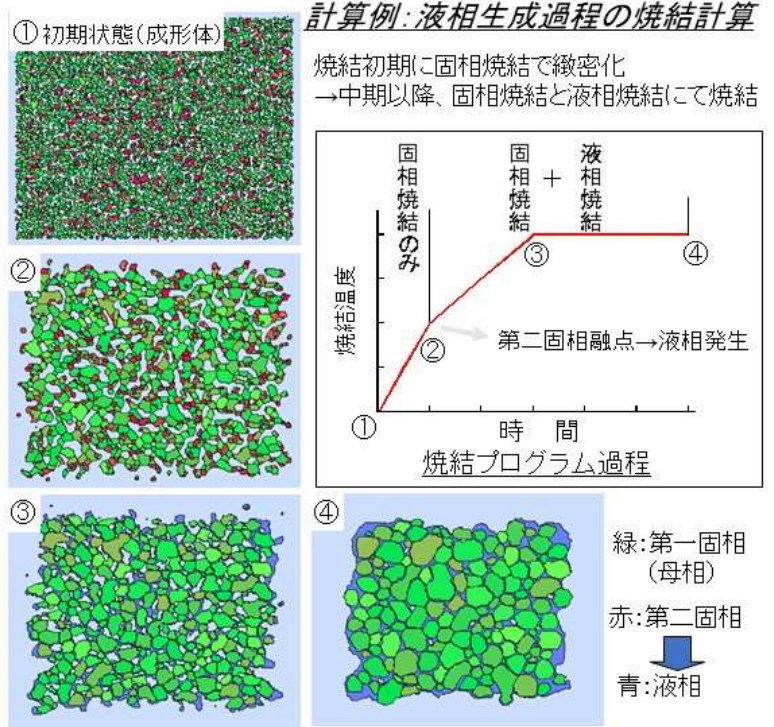 計算例:液相生成過程の焼結計算
①初期状態(成形体)
焼結初期に固相焼結で緻密化
→中期以降、固相焼結と液相焼結にて焼結
固相焼結のみ
固相焼結
+
液相焼結
焼結温度
①
②
③
④
第二固相融点→液相発生
時 間
焼結プログラム過程
②
③
④
緑:第一固相
(母相)
赤:第二固相
青:液相